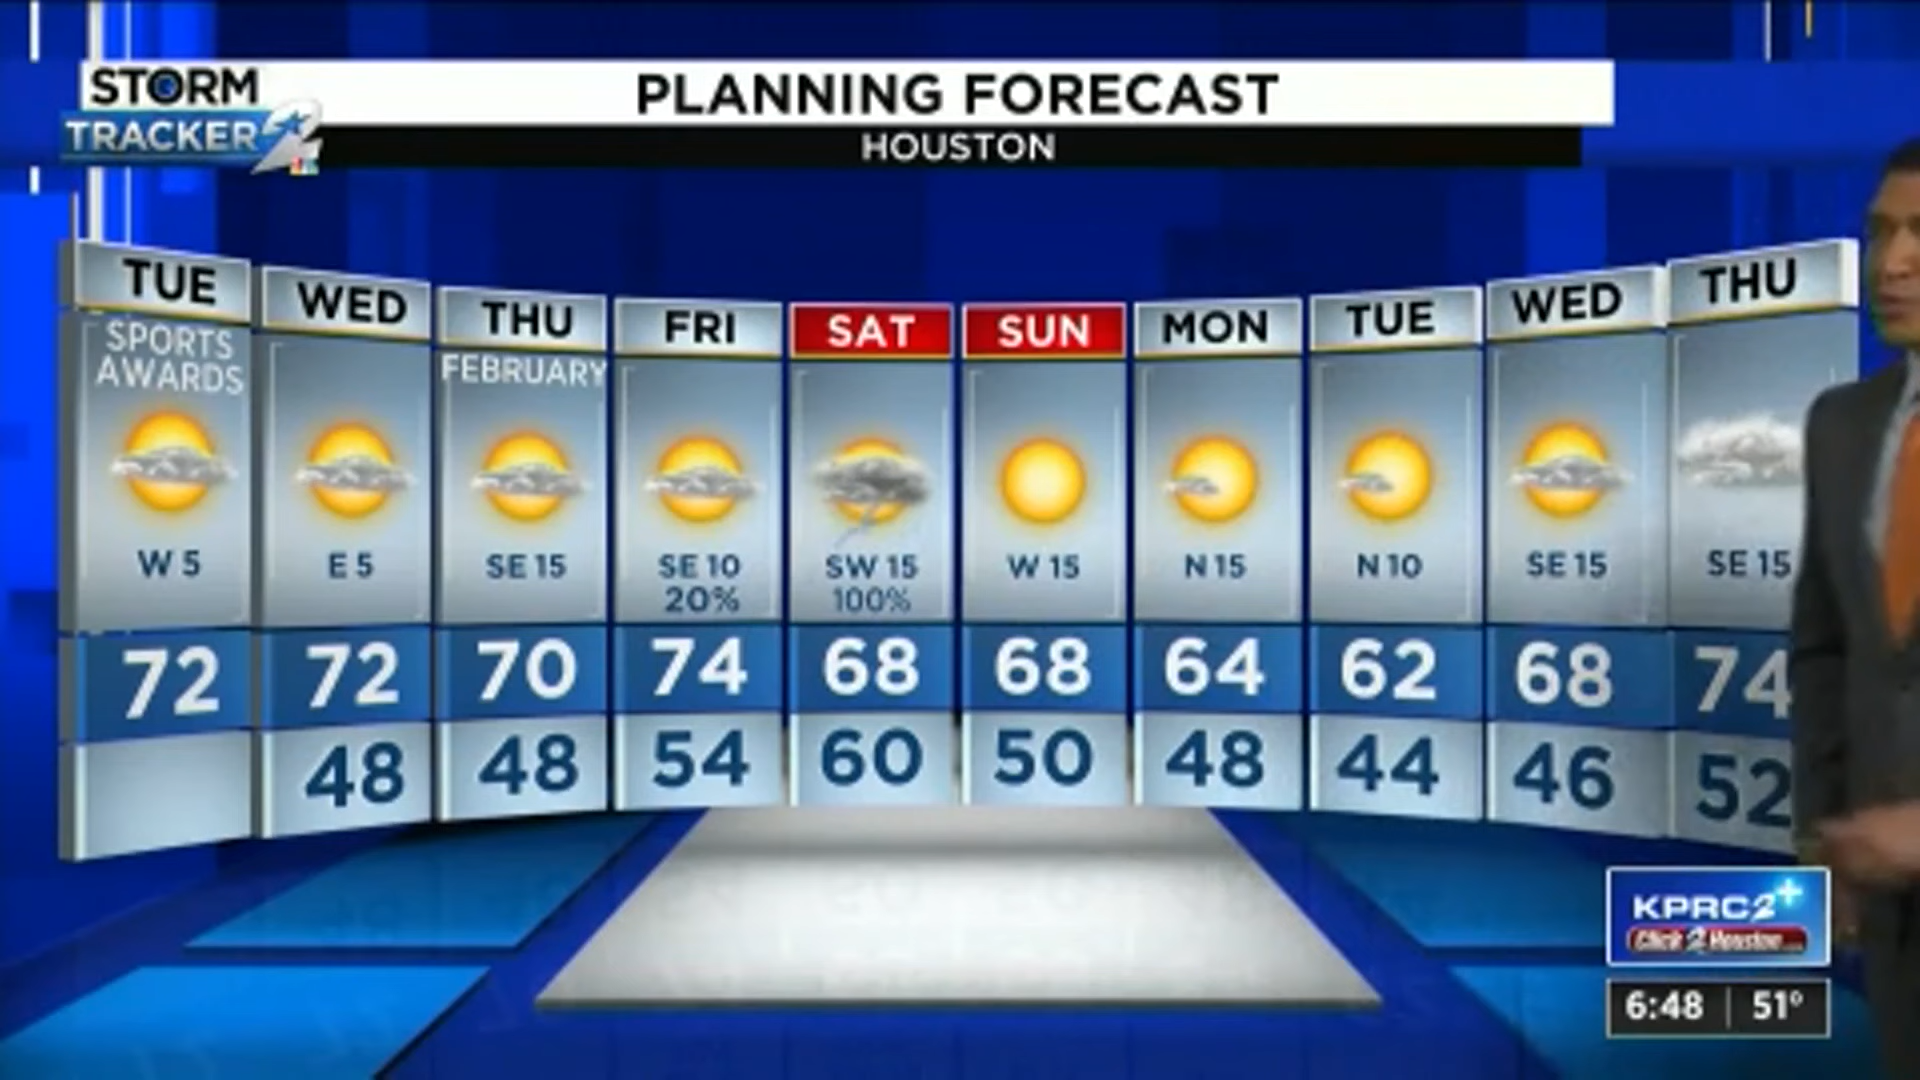 STORM
TRACKER 2
PLANNING FORECAST
HOUSTON
TUE
WED
THU
FRI
SAT
SUN
MON
TUE
WED
THU
SPORTS
AWARDS
FEBRUARY
W 5
E 5
SE 15
SE 10
20%
SW 15
100%
W 15
N 15
N 10
SE 15
SE 15
72
72
70
74
68
68
64
62
68
74
48
48
54
60
50
48
44
46
52
KPRC2+
Click 2 Houston
6:48
51°